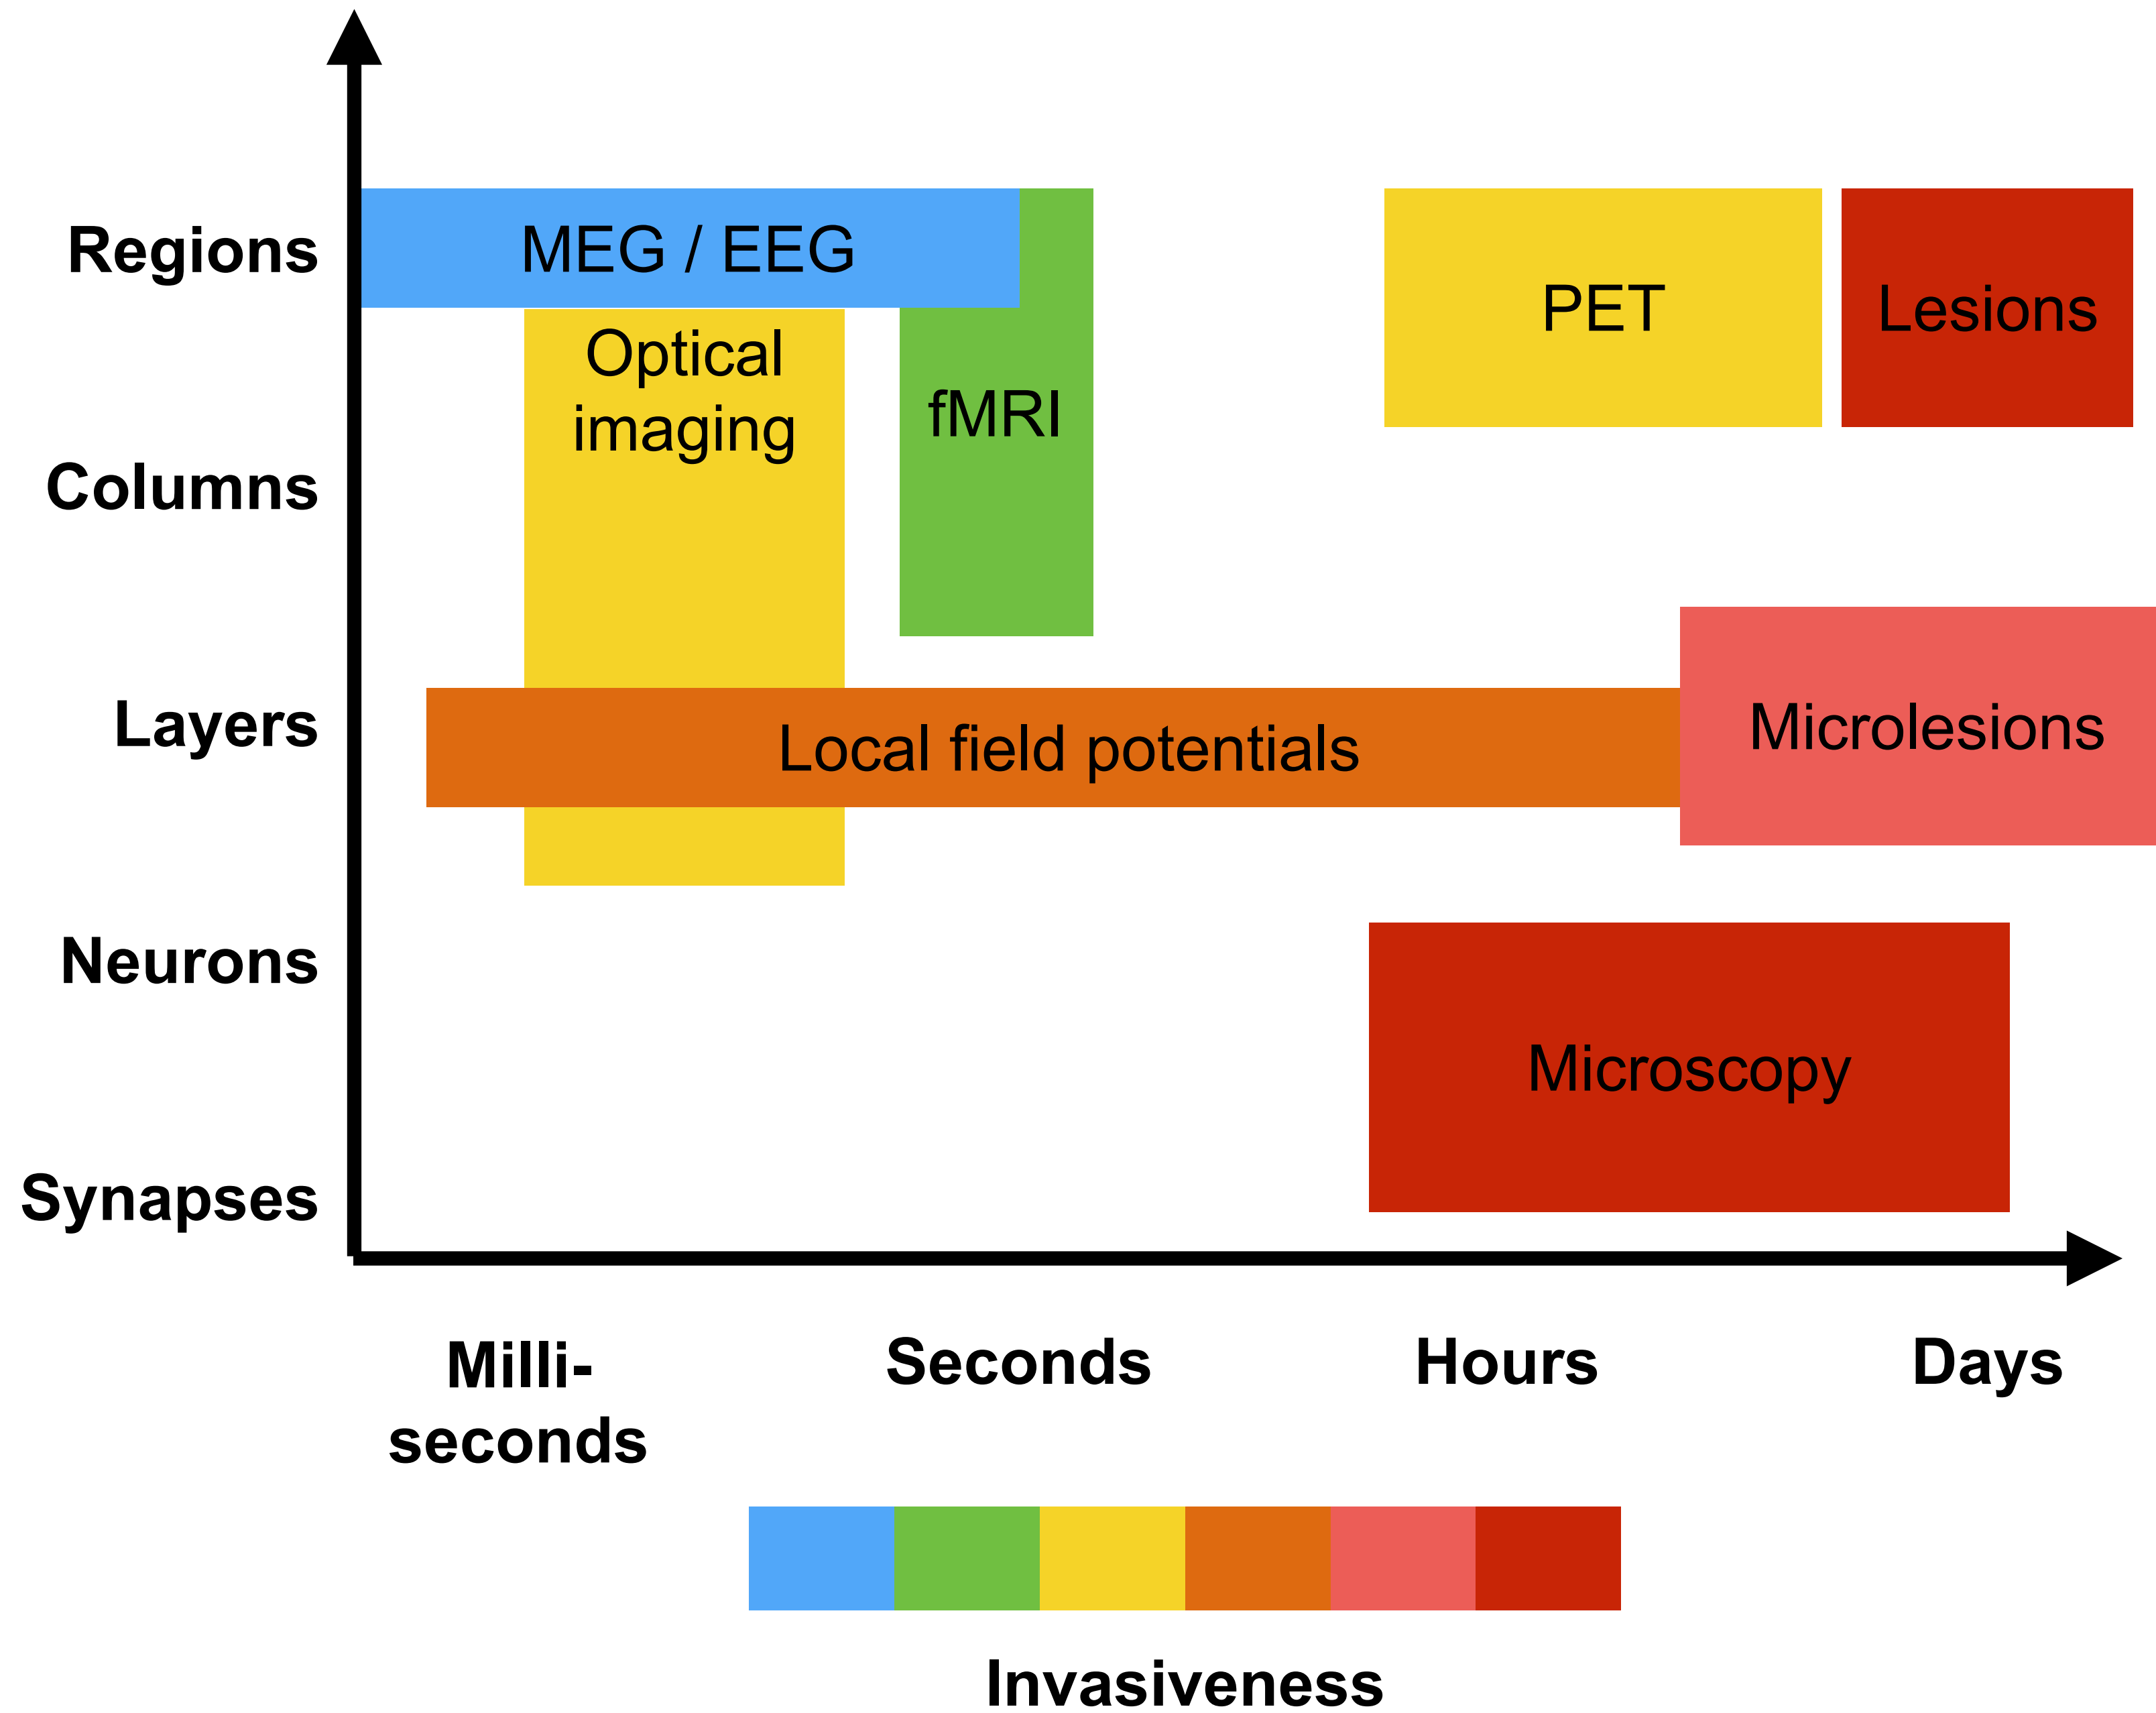 Regions
MEG / EEG
Optical
imaging
fMRI
PET
Lesions
Columns
Layers
Local field potentials
Microlesions
Neurons
Microscopy
Synapses
Milli-
seconds
Seconds
Hours
Days
Invasiveness